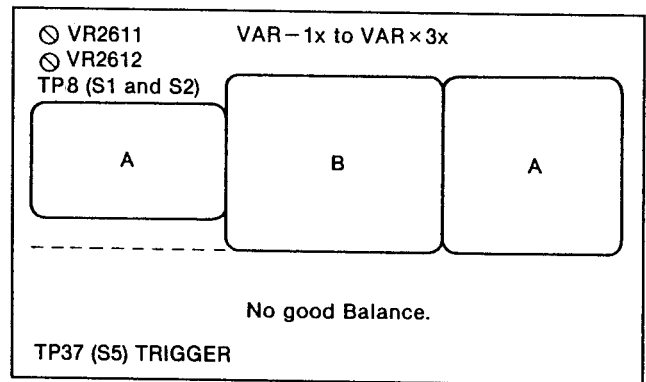 ⦸ VR2611 VAR−1x to VAR×3x
⦸ VR2612
TP8 (S1 and S2)
A B A
No good Balance.
TP37 (S5) TRIGGER